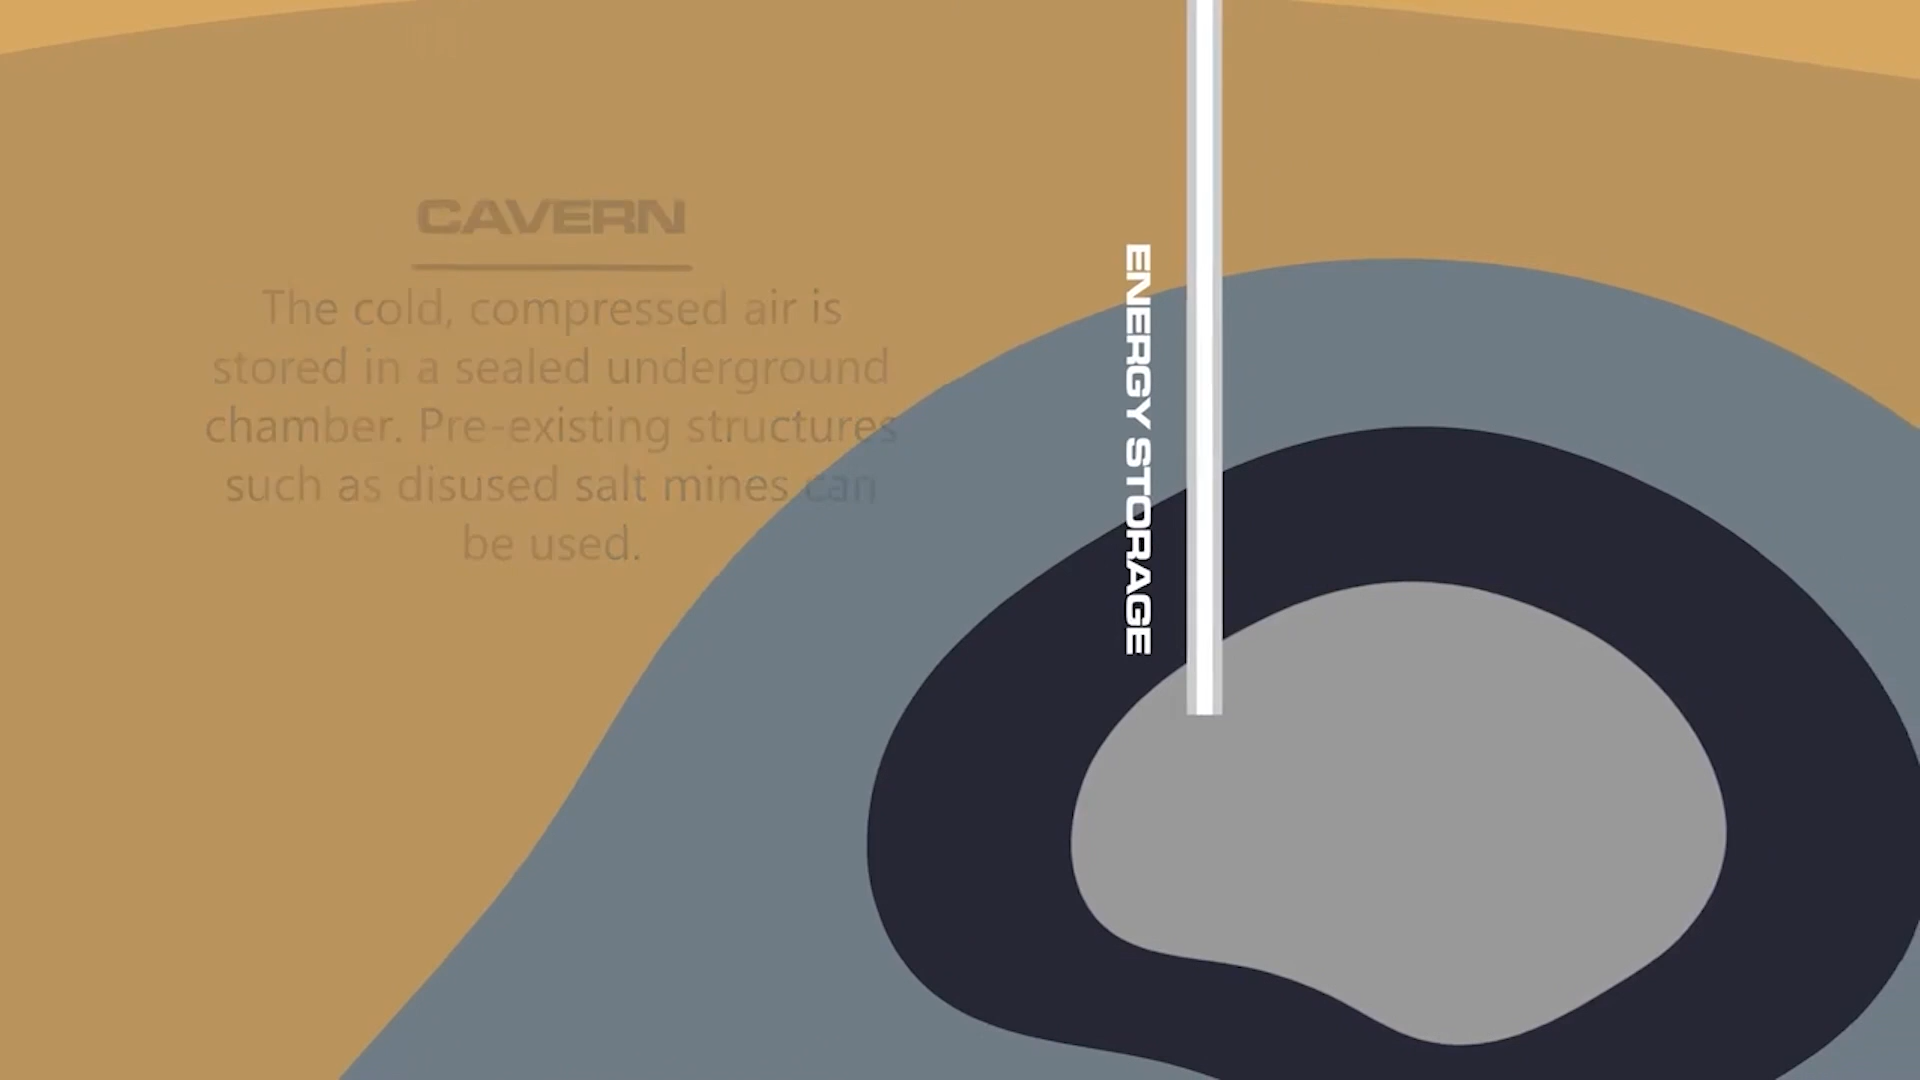 CAVERN
The cold, compressed air is
stored in a sealed underground
chamber. Pre-existing structures
such as disused salt mines can
be used.
ENERGY STORAGE